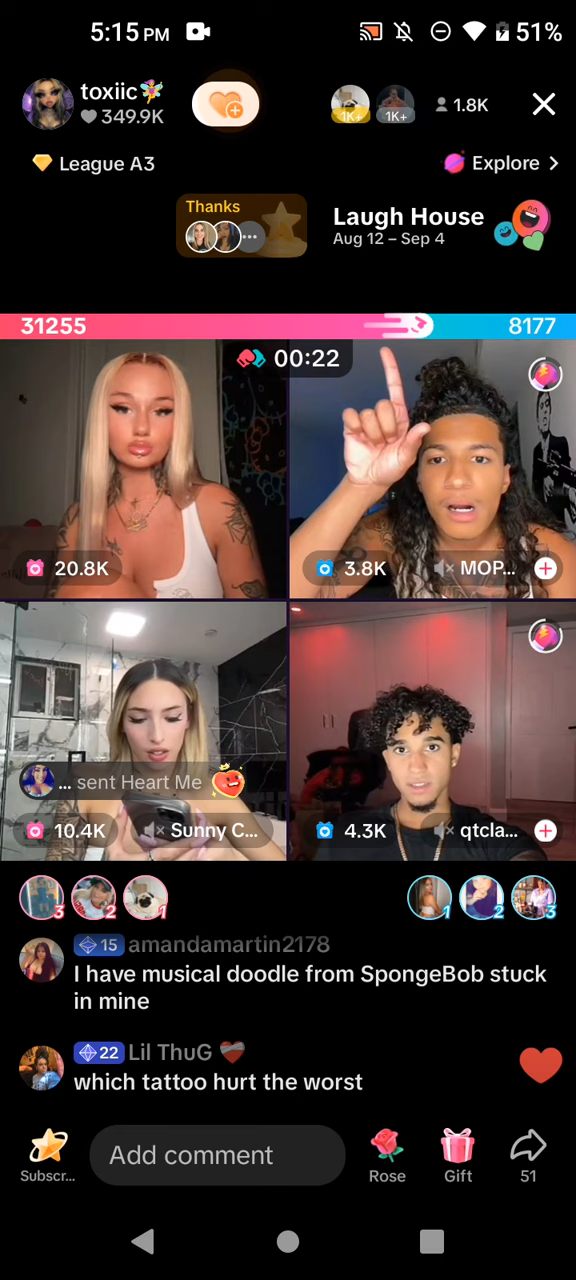 5:15 PM
51%
toxiic🧚
349.9K
1K+
1K+
1.8K
League A3
Explore >
Thanks
Laugh House
Aug 12 – Sep 4
31255
8177
00:22
20.8K
3.8K
MOP...
... sent Heart Me
10.4K
Sunny C...
4.3K
qtcla...
3
2
1
1
2
3
15 amandamartin2178
I have musical doodle from SpongeBob stuck
in mine
22 Lil ThuG ❤️‍🩹
which tattoo hurt the worst
Subscr...
Add comment
Rose
Gift
51